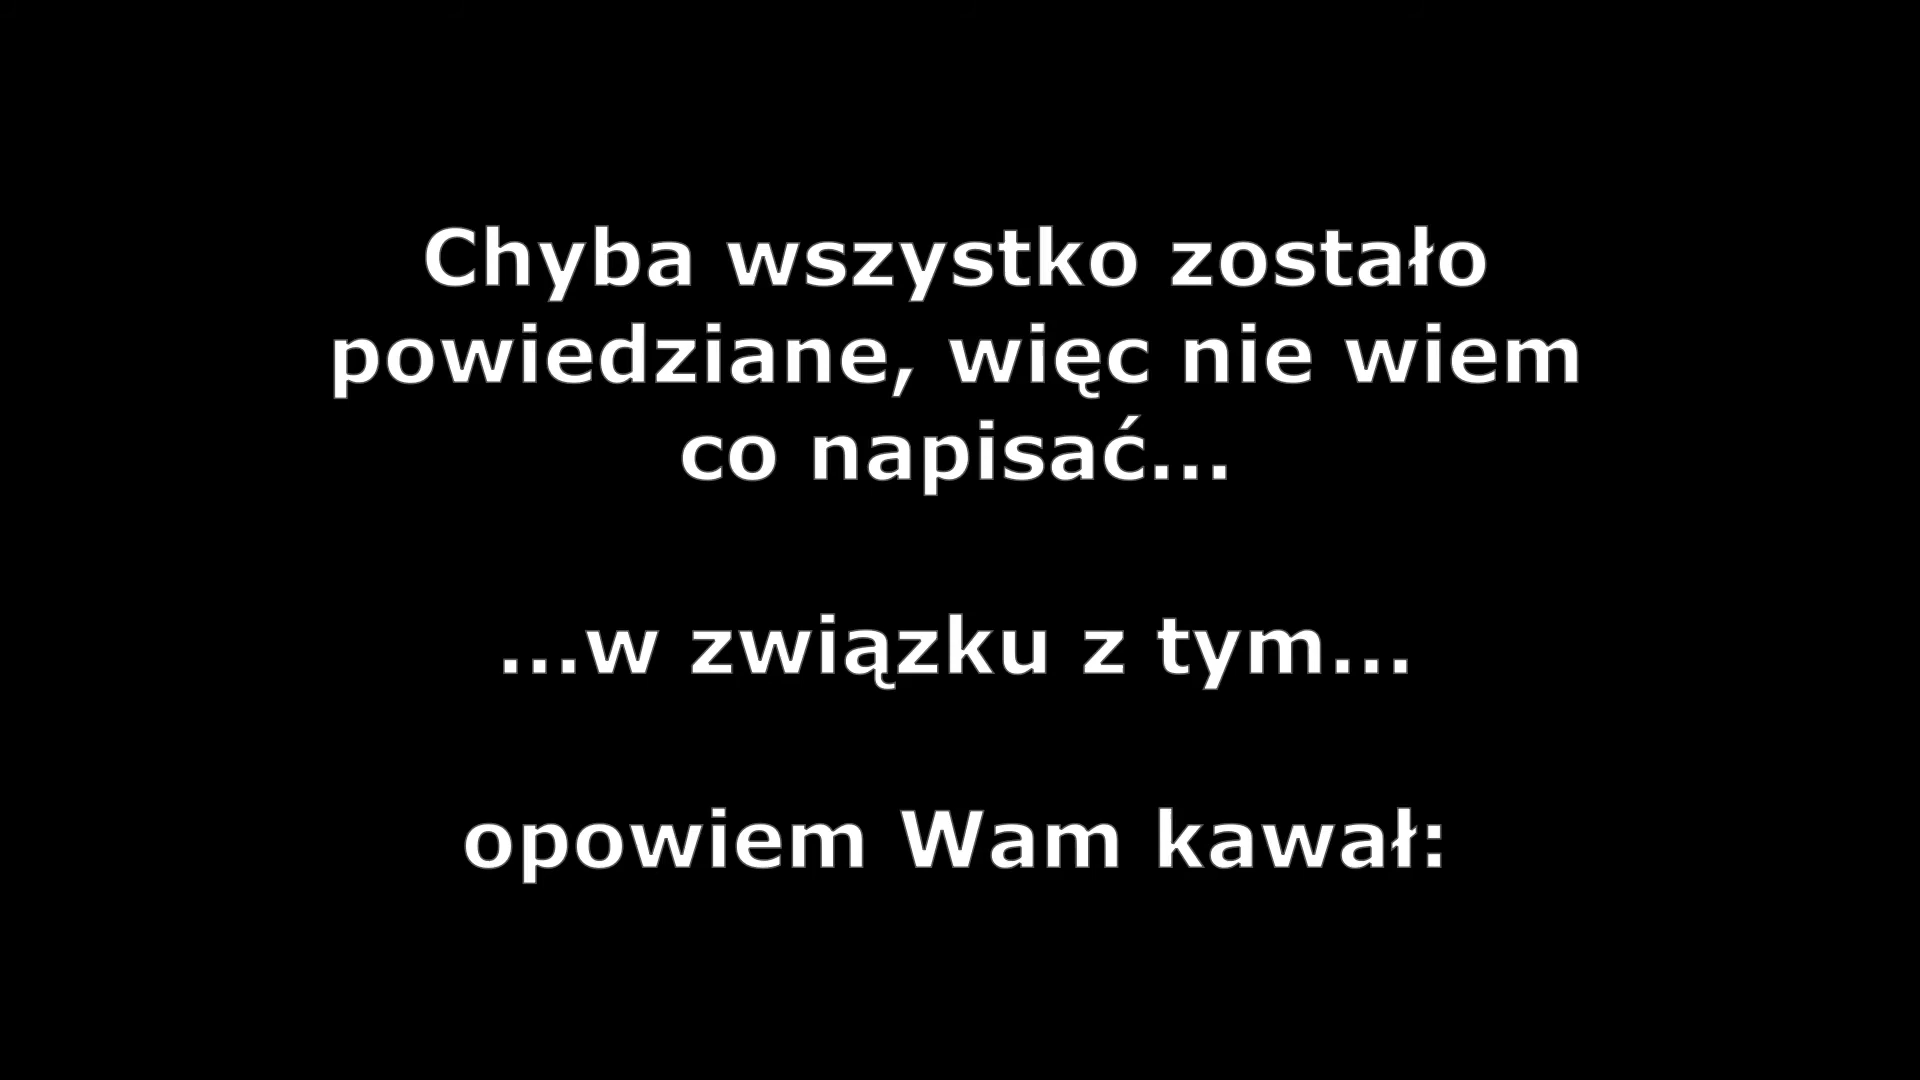 Chyba wszystko zostało
powiedziane, więc nie wiem
co napisać...
...w związku z tym...
opowiem Wam kawał: